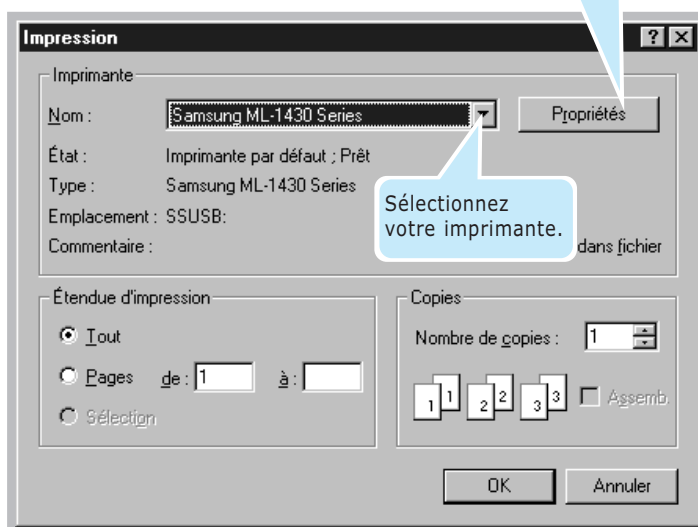 Impression
Imprimante
Nom :
Samsung ML-1430 Series
Propriétés
État :
Imprimante par défaut ; Prêt
Type :
Samsung ML-1430 Series
Emplacement :
SSUSB:
Commentaire :
dans fichier
Sélectionnez
votre imprimante.
Étendue d'impression
Tout
Pages de : 1 à :
Sélection
Copies
Nombre de copies : 1
1 1 2 2 3 3
Assemb.
OK
Annuler